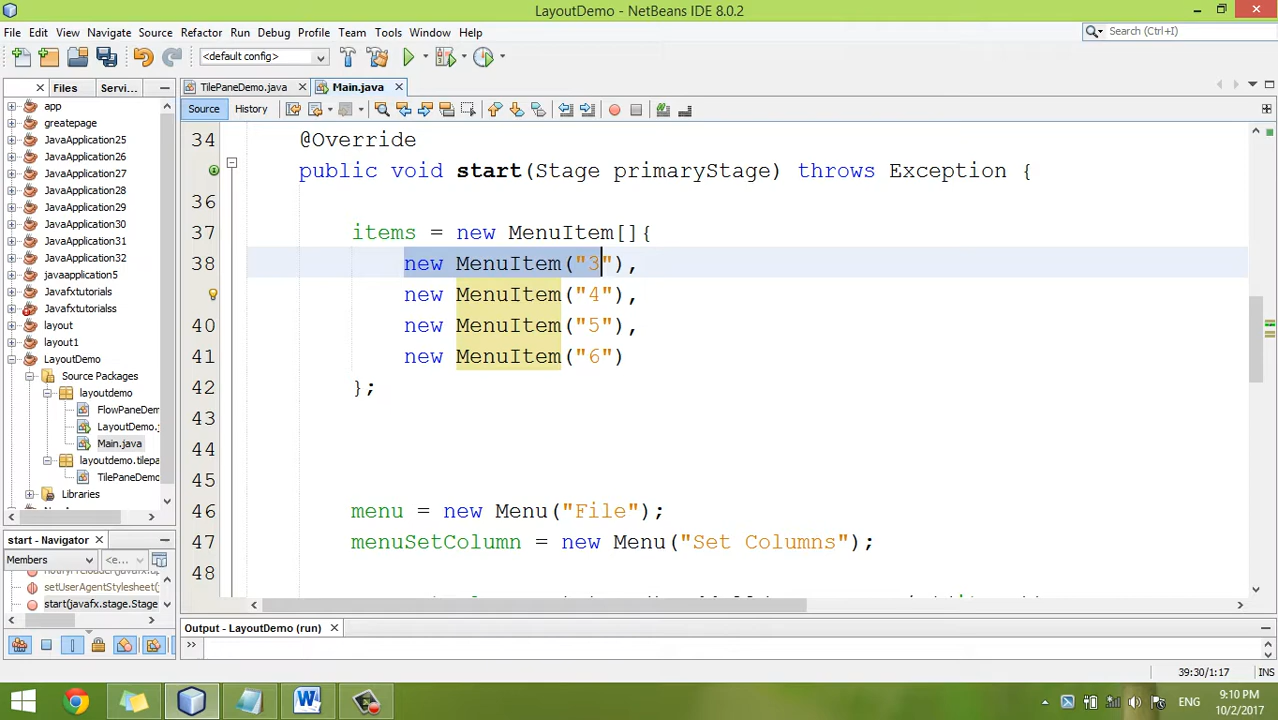 LayoutDemo - NetBeans IDE 8.0.2
File Edit View Navigate Source Refactor Run Debug Profile Team Tools Window Help
Search (Ctrl+I)
<default config>
Files Servi...
TilePaneDemo.java Main.java
Source History
app
greatepage
JavaApplication25
JavaApplication26
JavaApplication27
JavaApplication28
JavaApplication29
JavaApplication30
JavaApplication31
javaapplication5
Javafxtutorials
Javafxtutorialss
layout
layout1
LayoutDemo
Source Packages
layoutdemo
FlowPaneDem
LayoutDemo.j
Main.java
layoutdemo.tilepa
TilePaneDemo
Libraries
34 @Override
public void start(Stage primaryStage) throws Exception {
36
37 items = new MenuItem[]{
38 new MenuItem("3"),
new MenuItem("4"),
40 new MenuItem("5"),
41 new MenuItem("6")
42 };
43
44
45
46 menu = new Menu("File");
47 menuSetColumn = new Menu("Set Columns");
48
start - Navigator
Members <e...
setUserAgentStylesheet(j
start(javafx.stage.Stage
Output - LayoutDemo (run)
39:30/1:17 INS
ENG
9:10 PM
10/2/2017